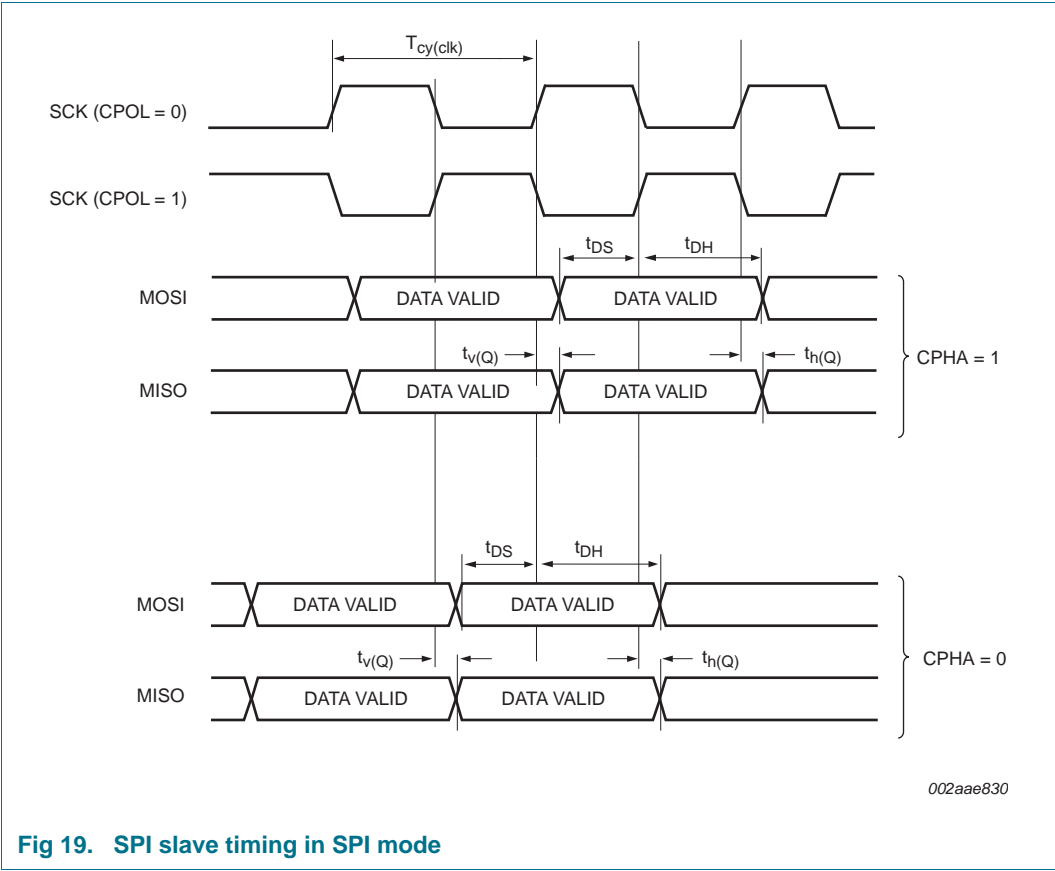 Tcy(clk)
SCK (CPOL = 0)
SCK (CPOL = 1)
tDS tDH
MOSI DATA VALID DATA VALID
tv(Q) th(Q)
CPHA = 1
MISO DATA VALID DATA VALID
tDS tDH
MOSI DATA VALID DATA VALID
tv(Q) th(Q)
CPHA = 0
MISO DATA VALID DATA VALID
002aae830
Fig 19. SPI slave timing in SPI mode